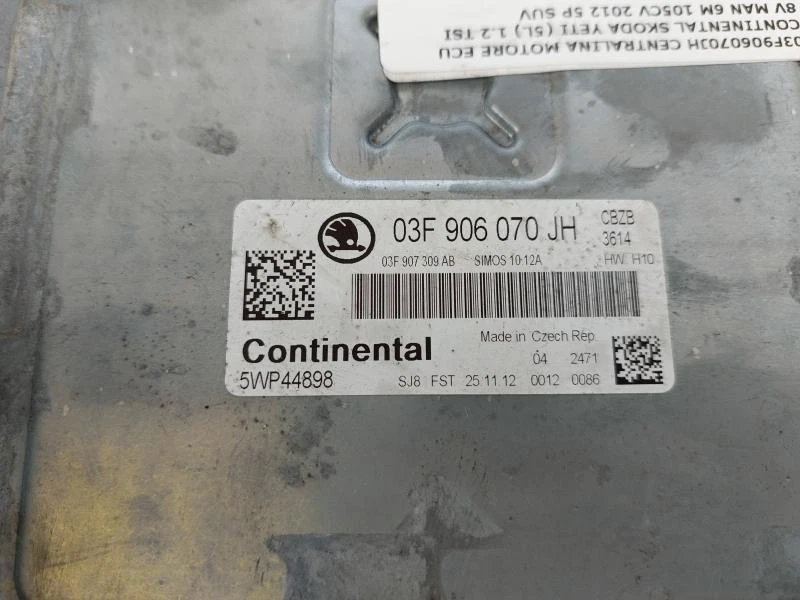 03F906070JH CENTRALINA MOTORE ECU
CONTINENTAL SKODA YETI (5L) 1.2 TSI
8V MAN 6M 105CV 2012 5P SUV
03F 906 070 JH
CBZB
3614
03F 907 309 AB SIMOS 10.12A HW H10
Continental
Made in Czech Rep.
04 2471
5WP44898
SJ8 FST 25.11.12 0012 0086